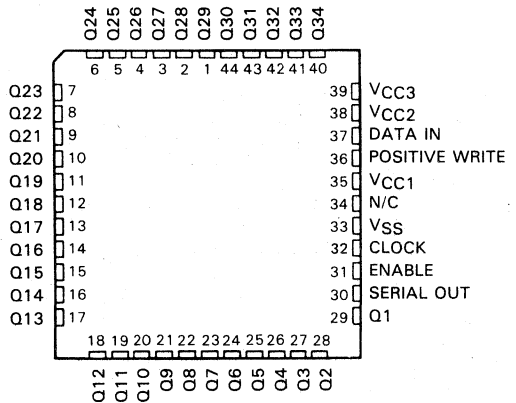 Q24 Q25 Q26 Q27 Q28 Q29 Q30 Q31 Q32 Q33 Q34
6 5 4 3 2 1 44 43 42 41 40
Q23 7 39 VCC3
Q22 8 38 VCC2
Q21 9 37 DATA IN
Q20 10 36 POSITIVE WRITE
Q19 11 35 VCC1
Q18 12 34 N/C
Q17 13 33 VSS
Q16 14 32 CLOCK
Q15 15 31 ENABLE
Q14 16 30 SERIAL OUT
Q13 17 29 Q1
18 19 20 21 22 23 24 25 26 27 28
Q12 Q11 Q10 Q9 Q8 Q7 Q6 Q5 Q4 Q3 Q2